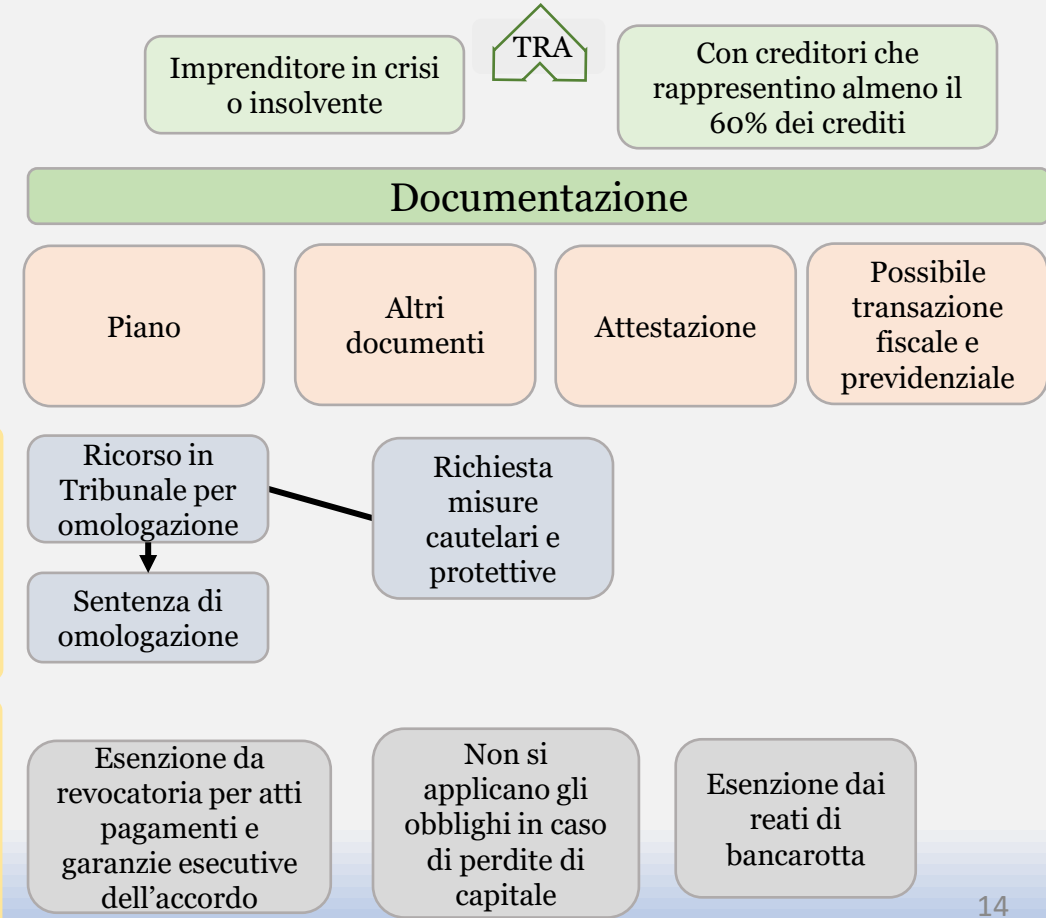 TRA
Imprenditore in crisi
o insolvente
Con creditori che
rappresentino almeno il
60% dei crediti
Documentazione
Piano
Altri
documenti
Attestazione
Possibile
transazione
fiscale e
previdenziale
Ricorso in
Tribunale per
omologazione
Richiesta
misure
cautelari e
protettive
Sentenza di
omologazione
Esenzione da
revocatoria per atti
pagamenti e
garanzie esecutive
dell’accordo
Non si
applicano gli
obblighi in caso
di perdite di
capitale
Esenzione dai
reati di
bancarotta
14